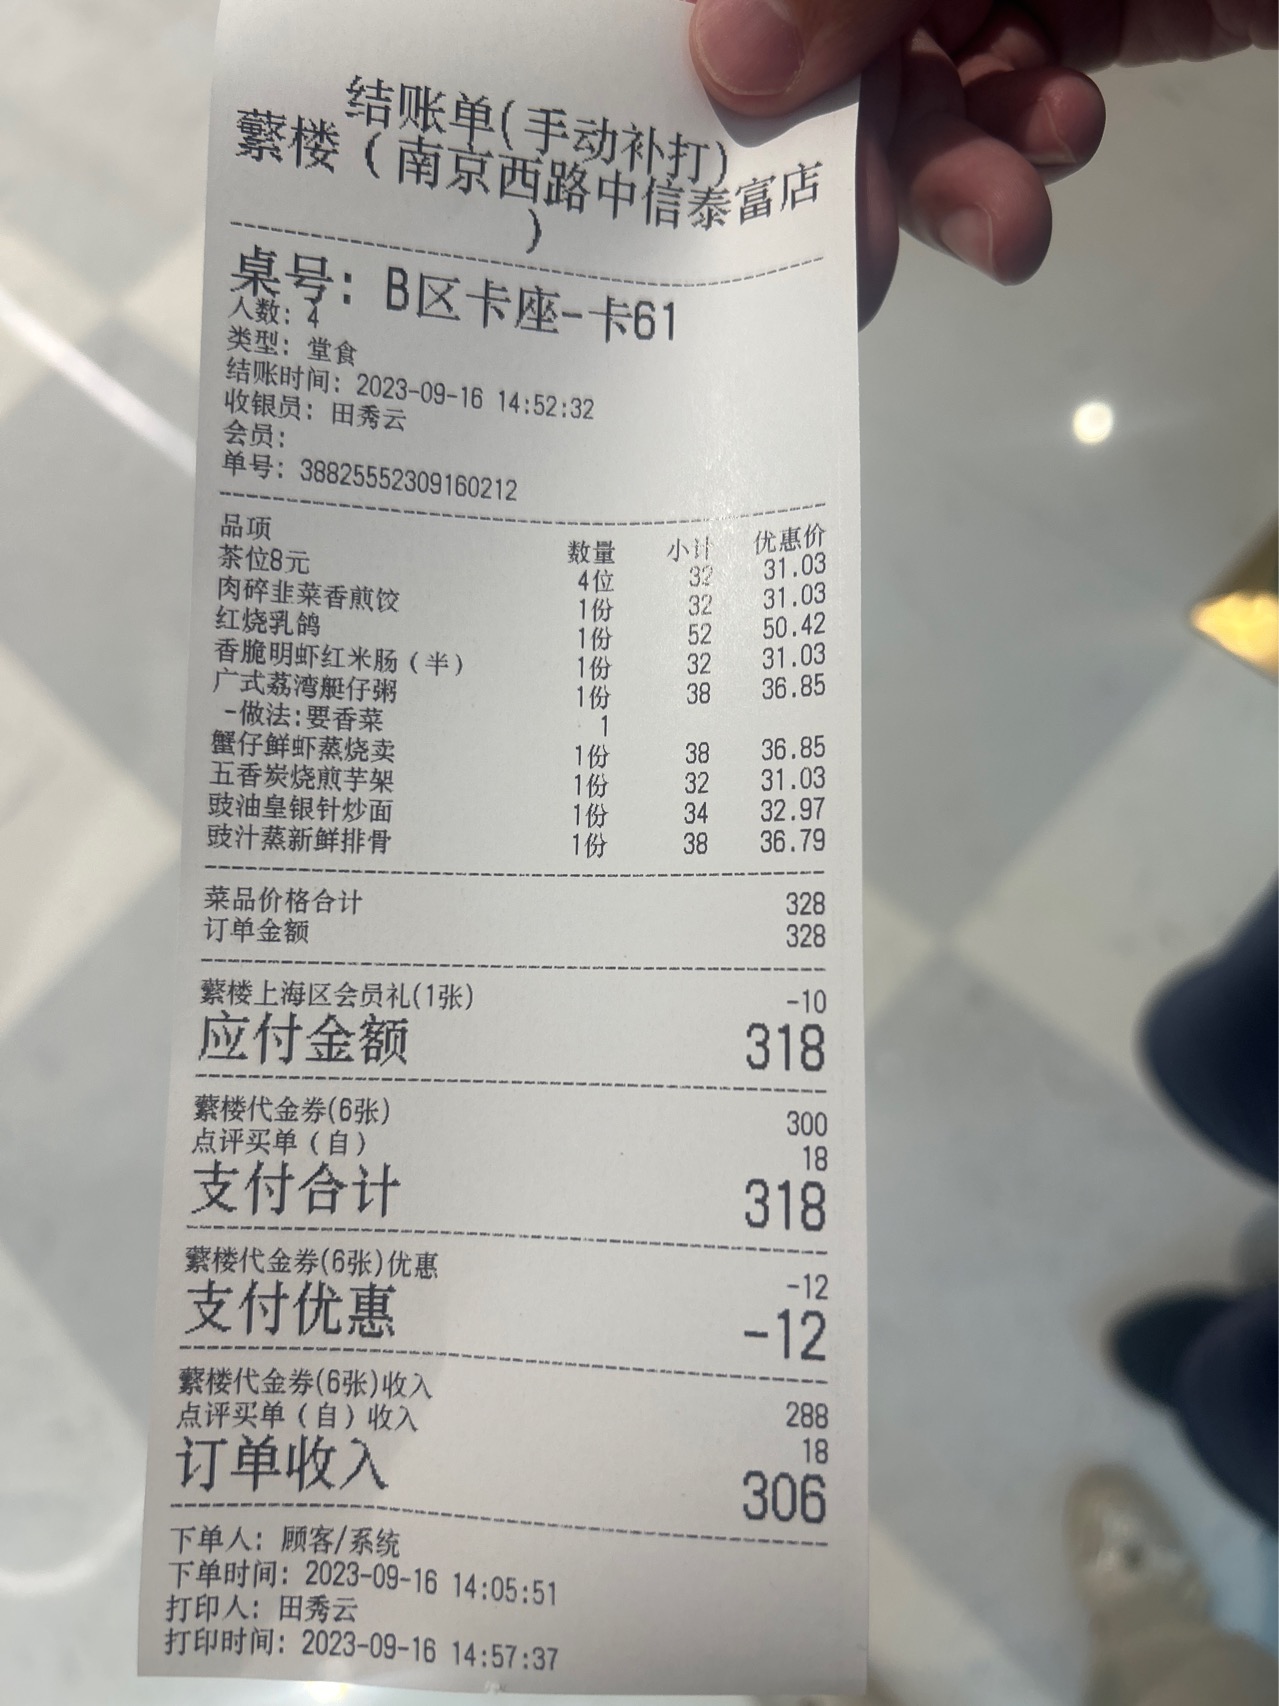 结账单(手动补打)
蘩楼（南京西路中信泰富店
）
桌号：B区卡座-卡61
人数：4
类型：堂食
结账时间：2023-09-16 14:52:32
收银员：田秀云
会员：
单号：38825552309160212
品项 数量 小计 优惠价
茶位8元 4位 32 31.03
肉碎韭菜香煎饺 1份 32 31.03
红烧乳鸽 1份 52 50.42
香脆明虾红米肠（半） 1份 32 31.03
广式荔湾艇仔粥 1份 38 36.85
-做法:要香菜 1
蟹仔鲜虾蒸烧卖 1份 38 36.85
五香炭烧煎芋架 1份 32 31.03
豉油皇银针炒面 1份 34 32.97
豉汁蒸新鲜排骨 1份 38 36.79
菜品价格合计 328
订单金额 328
蘩楼上海区会员礼(1张) -10
应付金额 318
蘩楼代金券(6张) 300
点评买单（自） 18
支付合计 318
蘩楼代金券(6张)优惠 -12
支付优惠 -12
蘩楼代金券(6张)收入 288
点评买单（自）收入 18
订单收入 306
下单人：顾客/系统
下单时间：2023-09-16 14:05:51
打印人：田秀云
打印时间：2023-09-16 14:57:37